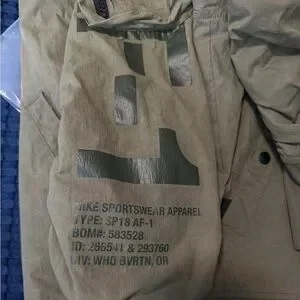 NIKE SPORTSWEAR APPAREL
TYPE: SP18 AF-1
BOM#: 583528
ID: 286541 & 293760
DIV: WHQ BVRTN, OR